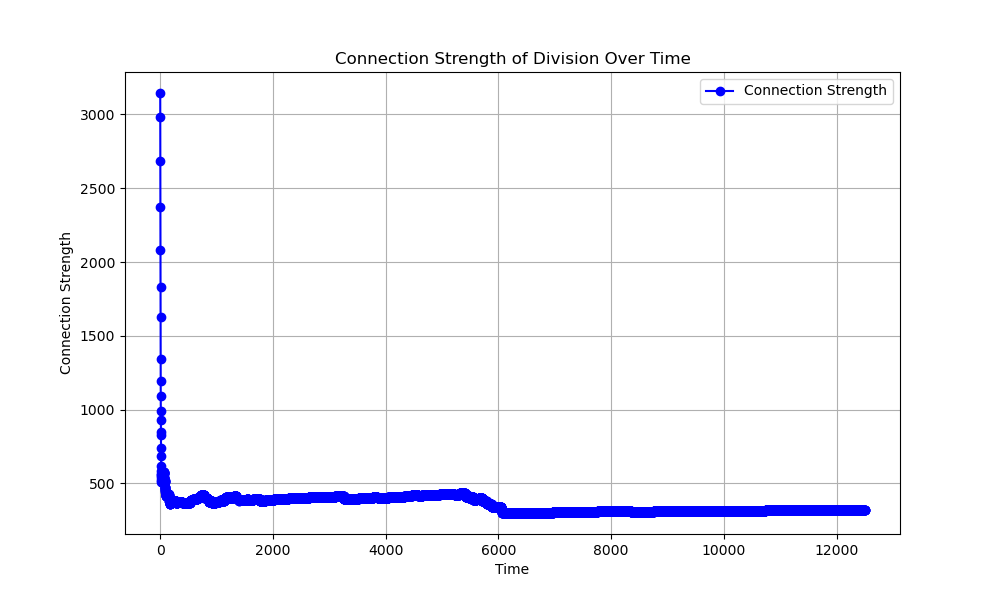 Connection Strength of Division Over Time
Connection Strength
3000
2500
2000
1500
1000
500
Connection Strength
0 2000 4000 6000 8000 10000 12000
Time